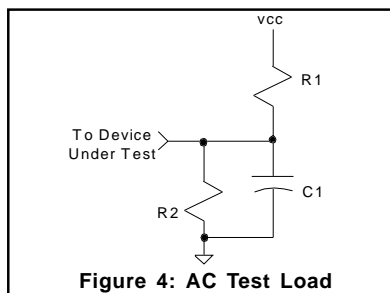 vcc
R1
To Device
Under Test
R2
C1
Figure 4: AC Test Load